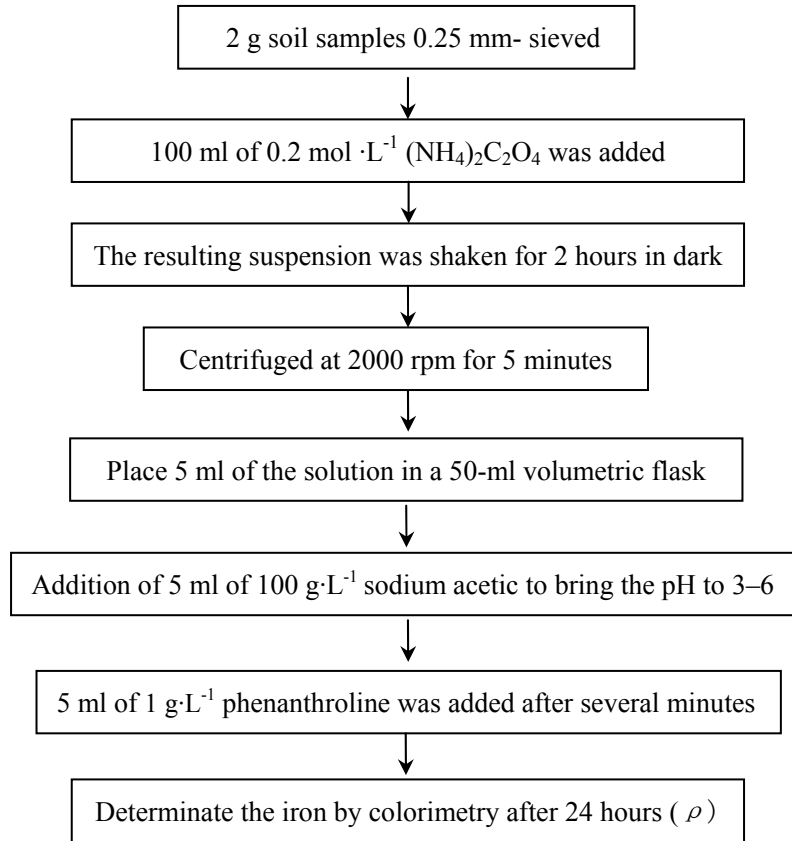 2 g soil samples 0.25 mm- sieved
100 ml of 0.2 mol ·L⁻¹ (NH₄)₂C₂O₄ was added
The resulting suspension was shaken for 2 hours in dark
Centrifuged at 2000 rpm for 5 minutes
Place 5 ml of the solution in a 50-ml volumetric flask
Addition of 5 ml of 100 g·L⁻¹ sodium acetic to bring the pH to 3–6
5 ml of 1 g·L⁻¹ phenanthroline was added after several minutes
Determinate the iron by colorimetry after 24 hours ( ρ )